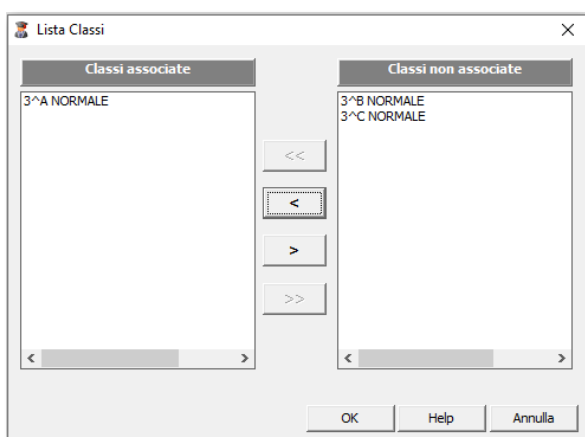 Lista Classi
Classi associate
Classi non associate
3^A NORMALE
3^B NORMALE
3^C NORMALE
<<
<
>
>>
OK
Help
Annulla